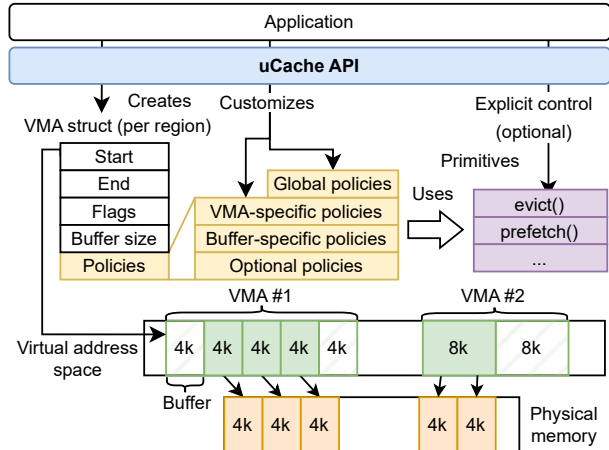 Application
uCache API
Creates
Customizes
Explicit control
(optional)
VMA struct (per region)
Primitives
Start
End
Flags
Buffer size
Policies
Global policies
VMA-specific policies
Buffer-specific policies
Optional policies
Uses
evict()
prefetch()
...
VMA #1
VMA #2
Virtual address
space
4k 4k 4k 4k 4k
8k 8k
Buffer
4k 4k 4k
4k 4k
Physical
memory